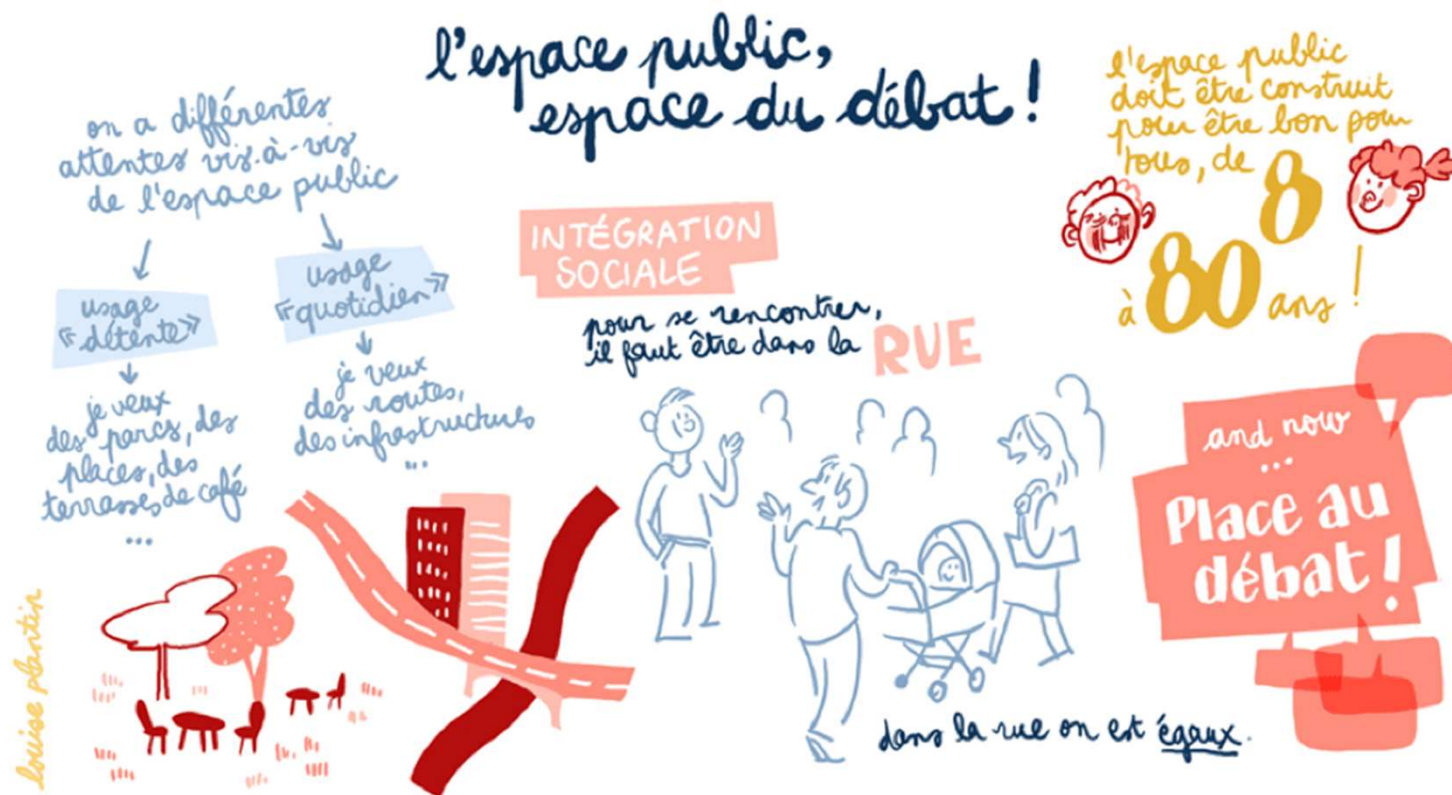 l'espace public,
espace du débat !
on a différentes
attentes vis-à-vis
de l'espace public
usage
«détente»
je veux
des parcs, des
places, des
terrasses de café
...
usage
«quotidien»
je veux
des routes,
des infrastructures
...
INTÉGRATION
SOCIALE
pour se rencontrer,
il faut être dans la RUE
dans la rue on est égaux.
l'espace public
doit être construit
pour être bon pour
tous, de 8
à 80 ans !
and now
...
Place au
débat !
louise plantin